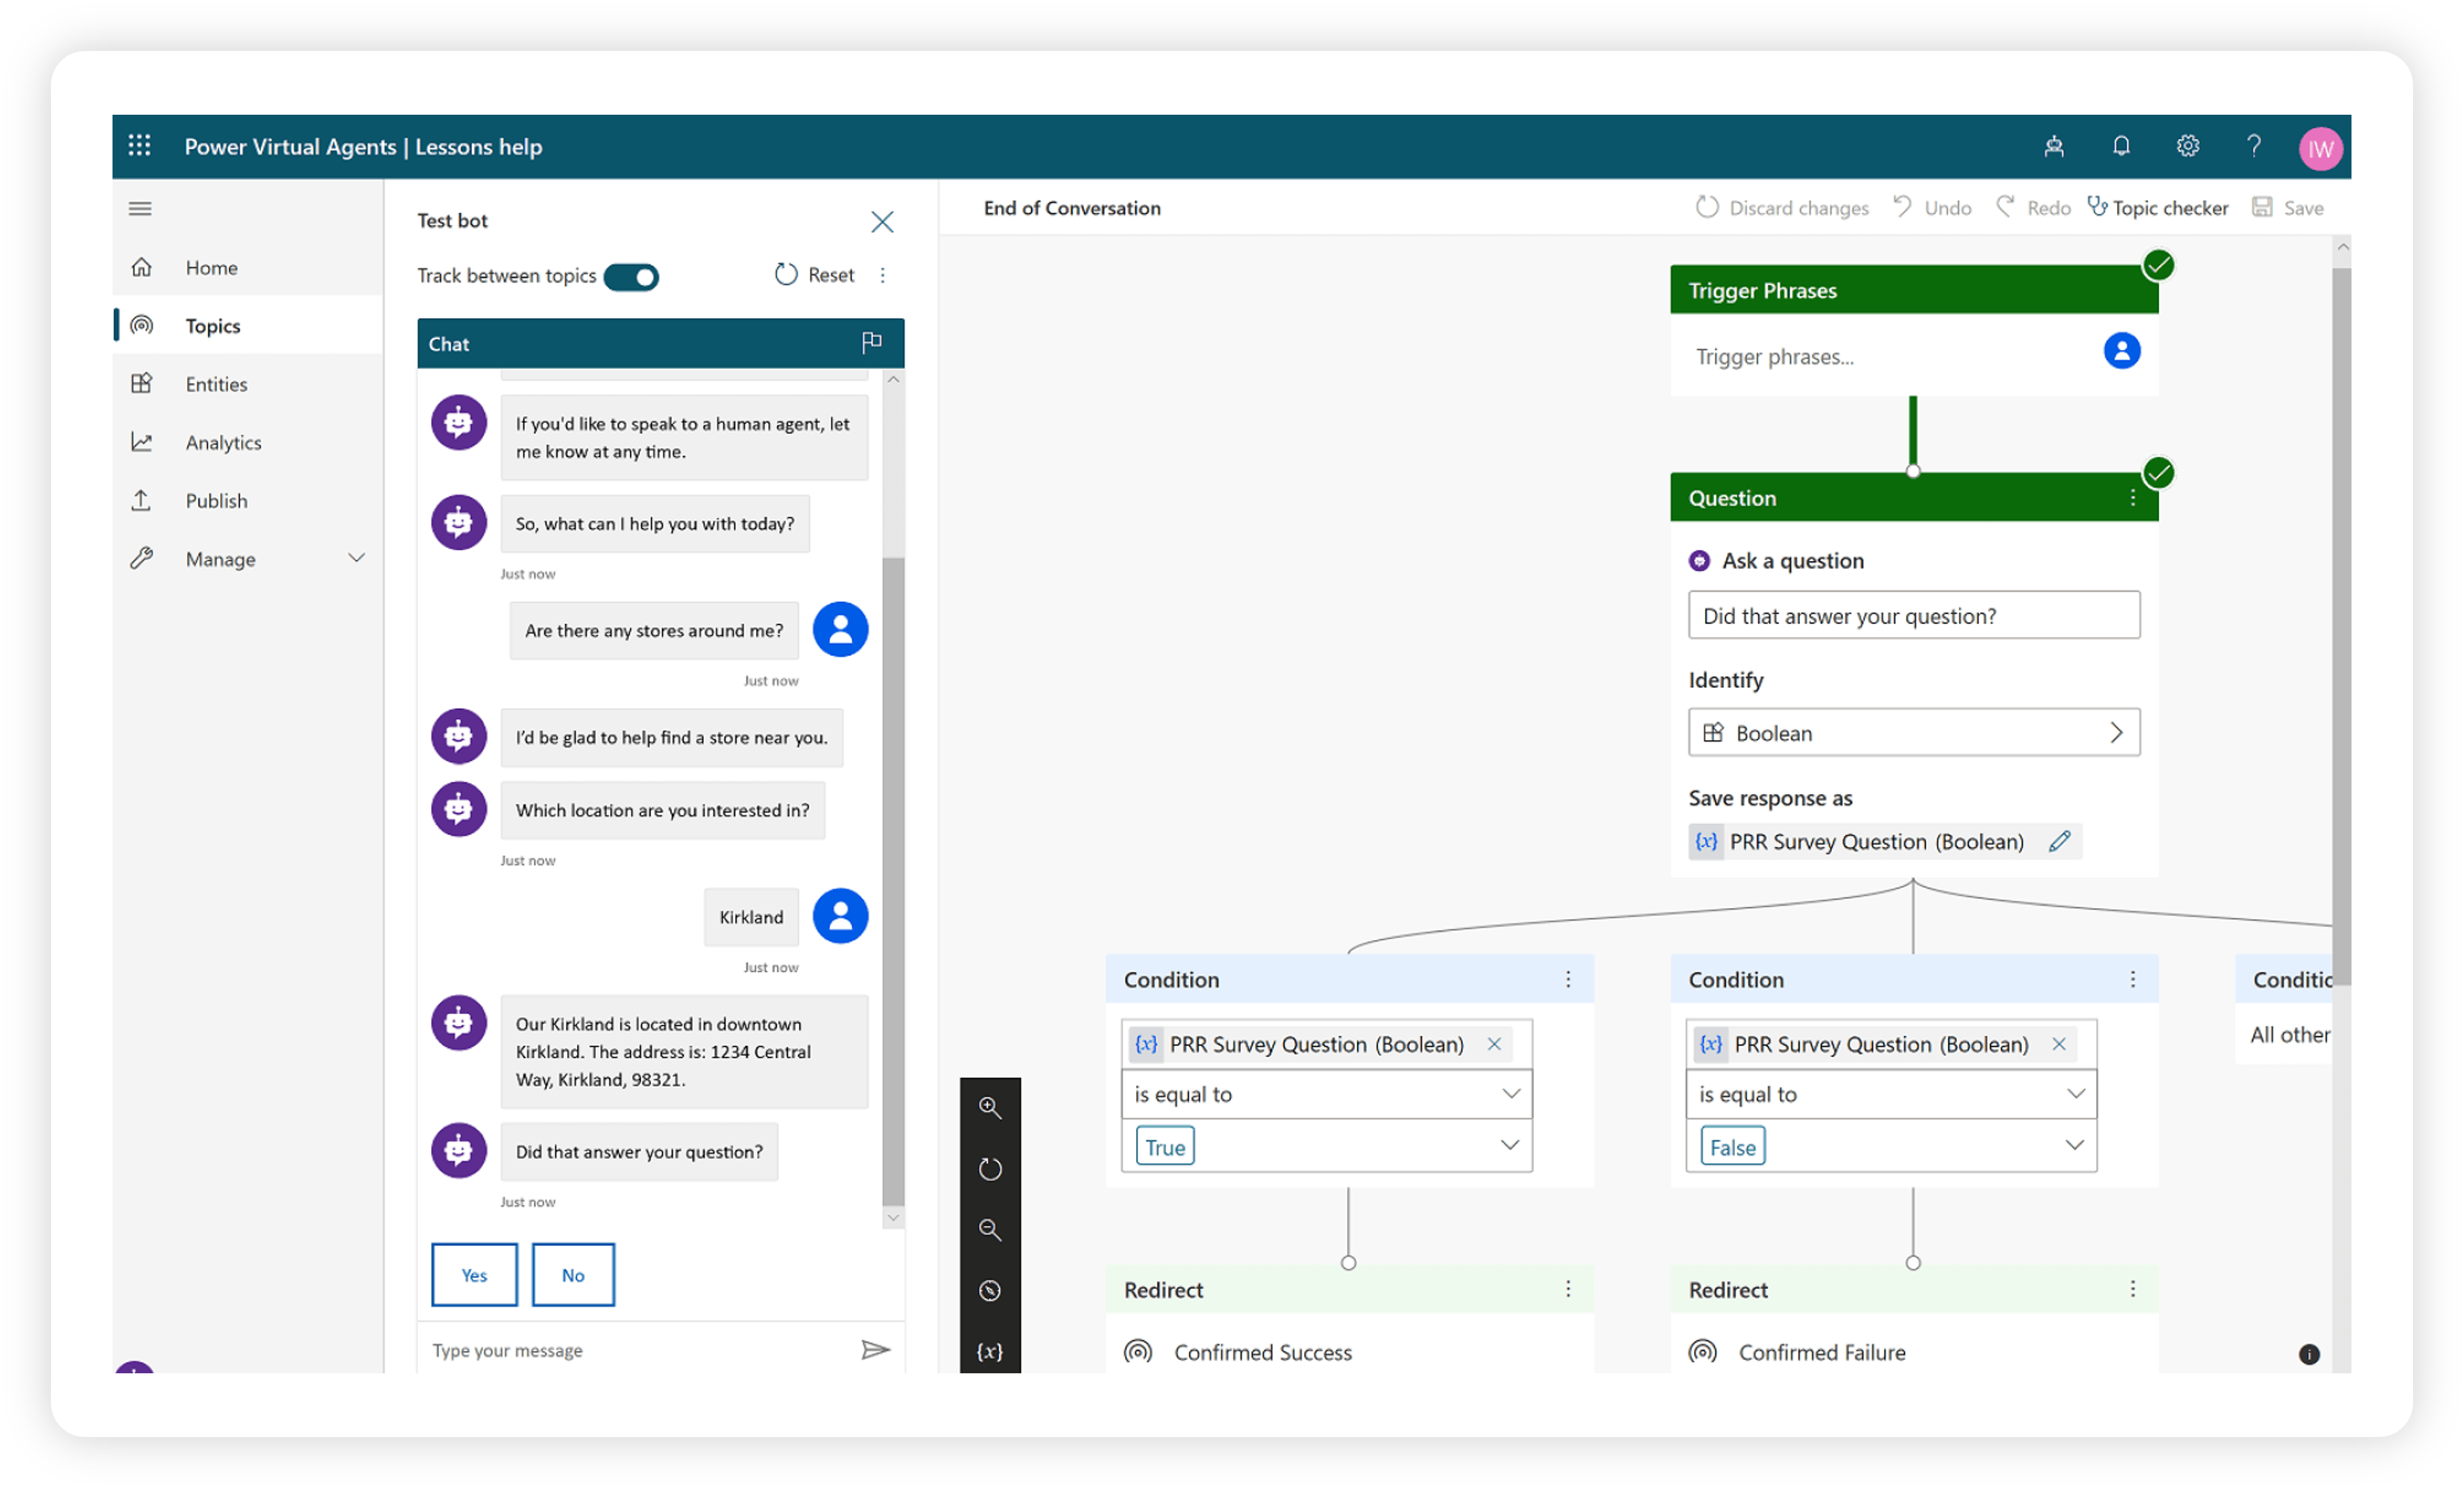 Power Virtual Agents | Lessons help
?
IW
Home
Topics
Entities
Analytics
Publish
Manage
Test bot
Track between topics
Reset
Chat
If you'd like to speak to a human agent, let
me know at any time.
So, what can I help you with today?
Just now
Are there any stores around me?
Just now
I'd be glad to help find a store near you.
Which location are you interested in?
Just now
Kirkland
Just now
Our Kirkland is located in downtown
Kirkland. The address is: 1234 Central
Way, Kirkland, 98321.
Did that answer your question?
Just now
Yes
No
Type your message
End of Conversation
Discard changes
Undo
Redo
Topic checker
Save
Trigger Phrases
Trigger phrases...
Question
Ask a question
Did that answer your question?
Identify
Boolean
Save response as
{x} PRR Survey Question (Boolean)
Condition
{x} PRR Survey Question (Boolean)
is equal to
True
Redirect
Confirmed Success
Condition
{x} PRR Survey Question (Boolean)
is equal to
False
Redirect
Confirmed Failure
All other
{x}